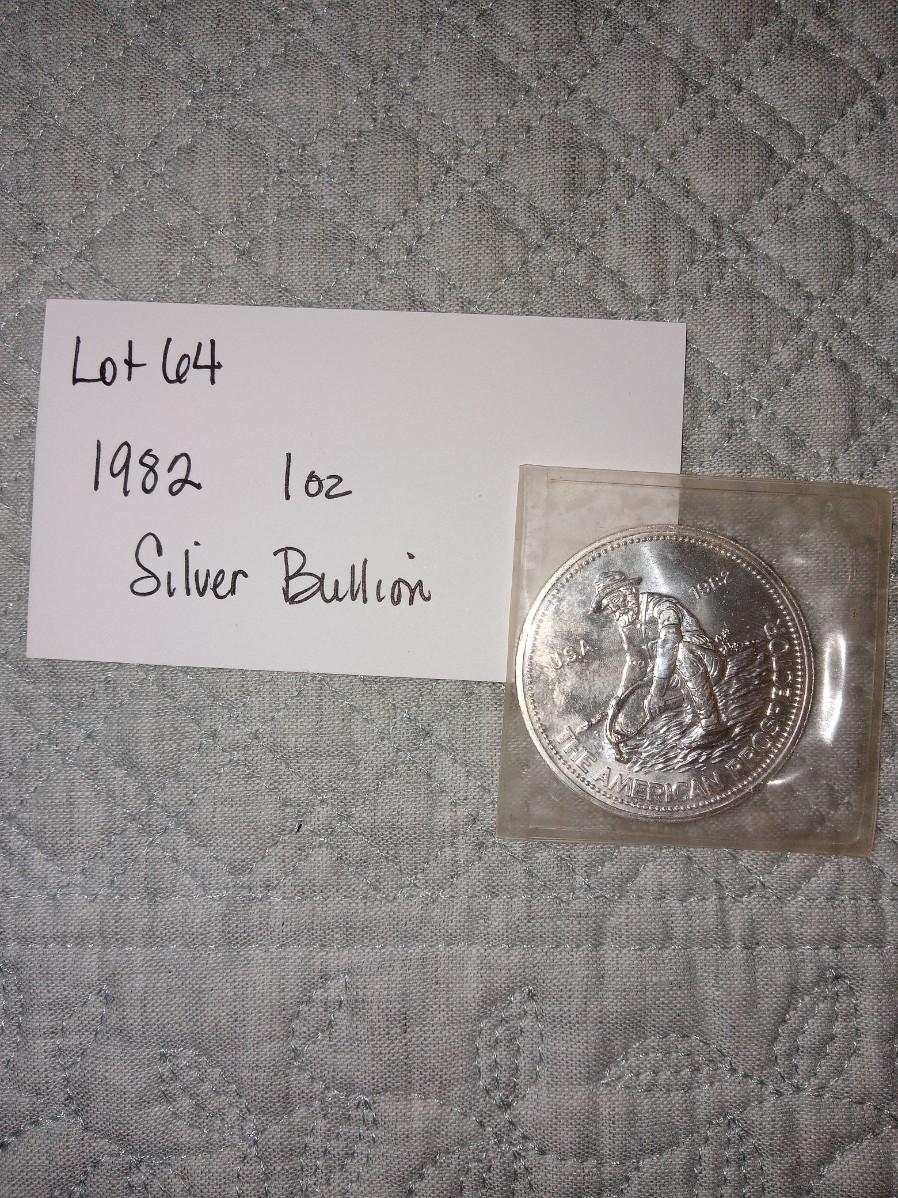 Lot 64
1982 1oz
Silver Bullion
1982
USA
THE AMERICAN PROSPECTOR